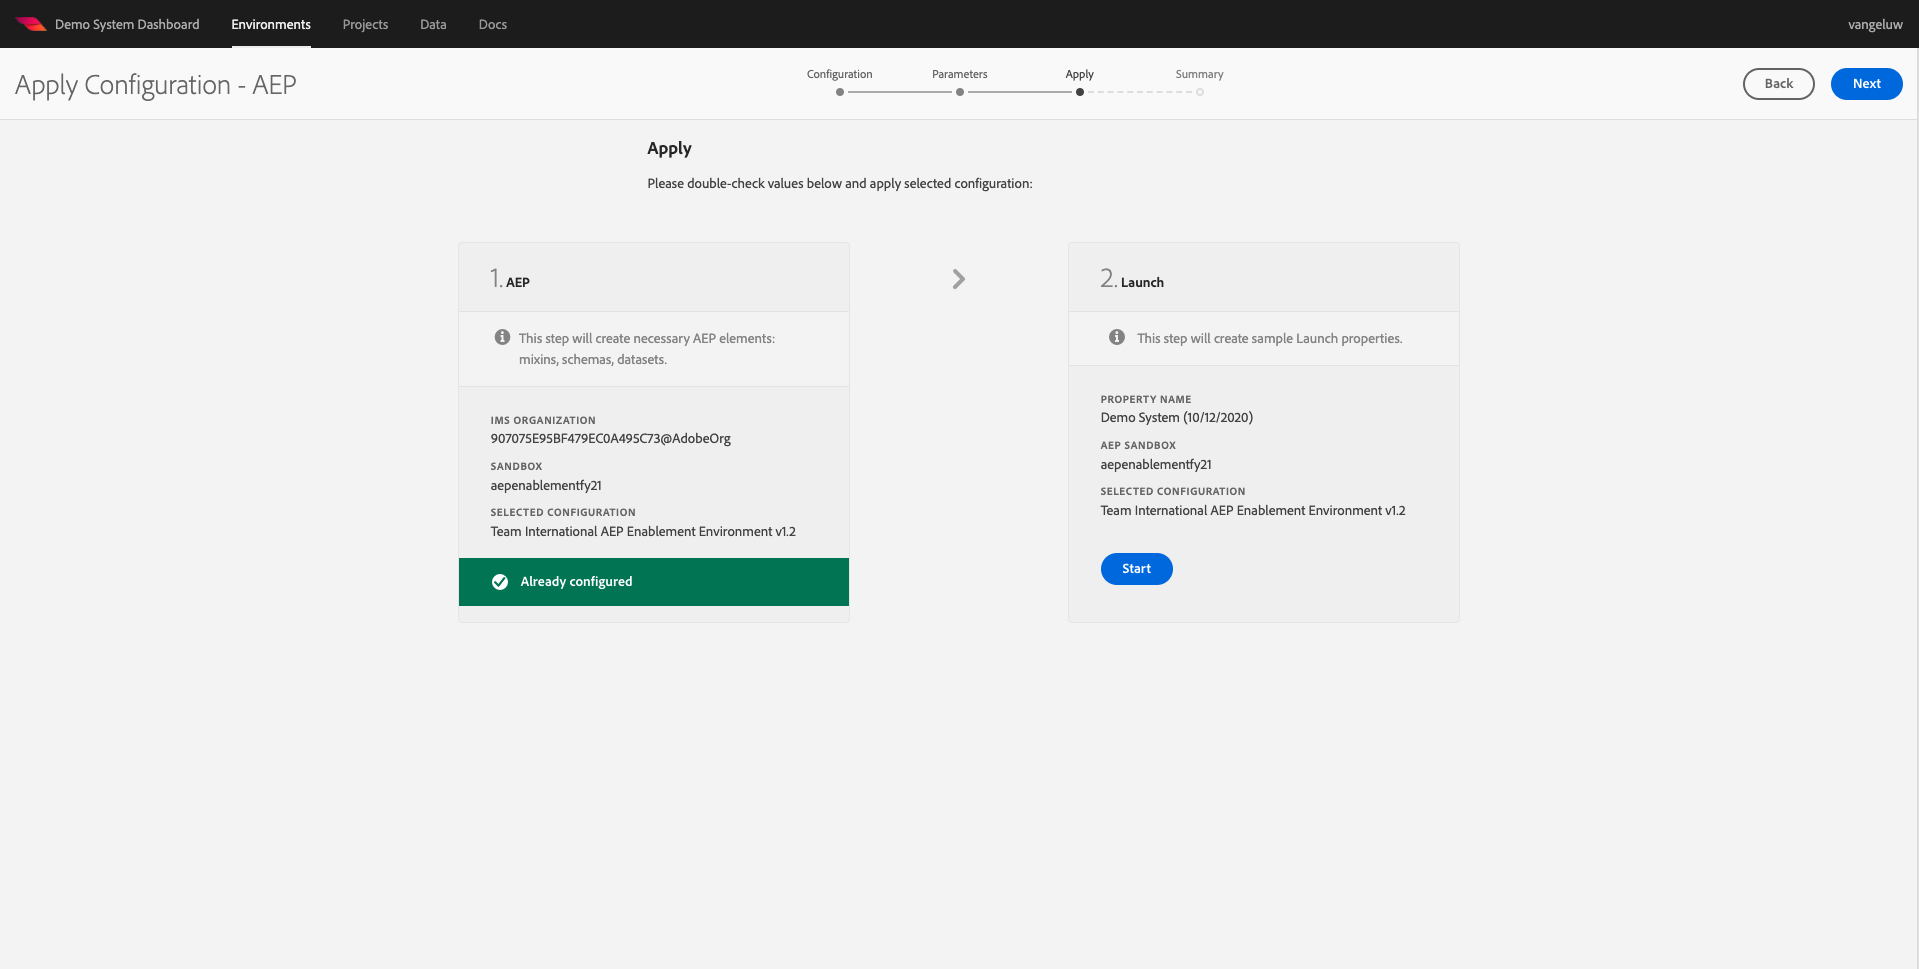 Demo System Dashboard
Environments
Projects
Data
Docs
vangeluw
Apply Configuration - AEP
Configuration
Parameters
Apply
Summary
Back
Next
Apply
Please double-check values below and apply selected configuration:
1. AEP
This step will create necessary AEP elements:
mixins, schemas, datasets.
IMS ORGANIZATION
907075E95BF479EC0A495C73@AdobeOrg
SANDBOX
aepenablementfy21
SELECTED CONFIGURATION
Team International AEP Enablement Environment v1.2
Already configured
2. Launch
This step will create sample Launch properties.
PROPERTY NAME
Demo System (10/12/2020)
AEP SANDBOX
aepenablementfy21
SELECTED CONFIGURATION
Team International AEP Enablement Environment v1.2
Start